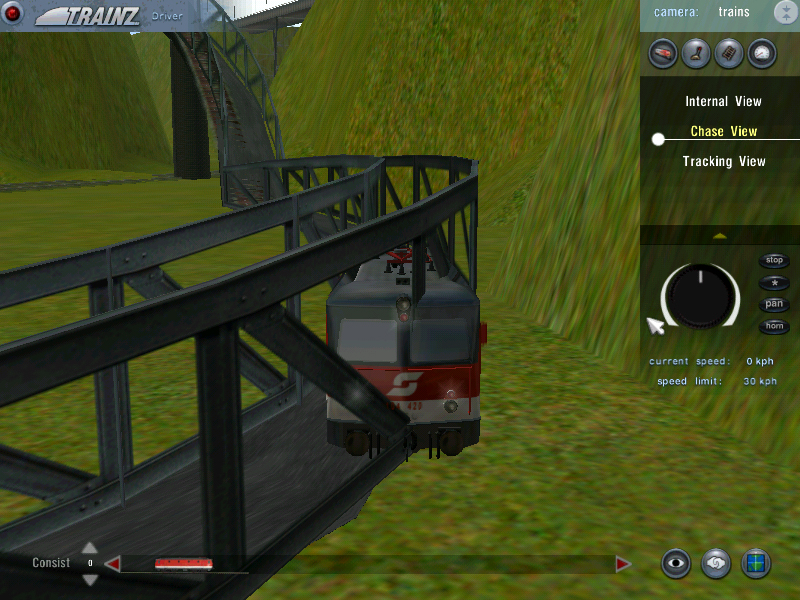 TRAINZ Driver
camera: trains
Internal View
Chase View
Tracking View
stop
*
pan
horn
current speed: 0 kph
speed limit: 30 kph
420
Consist 0